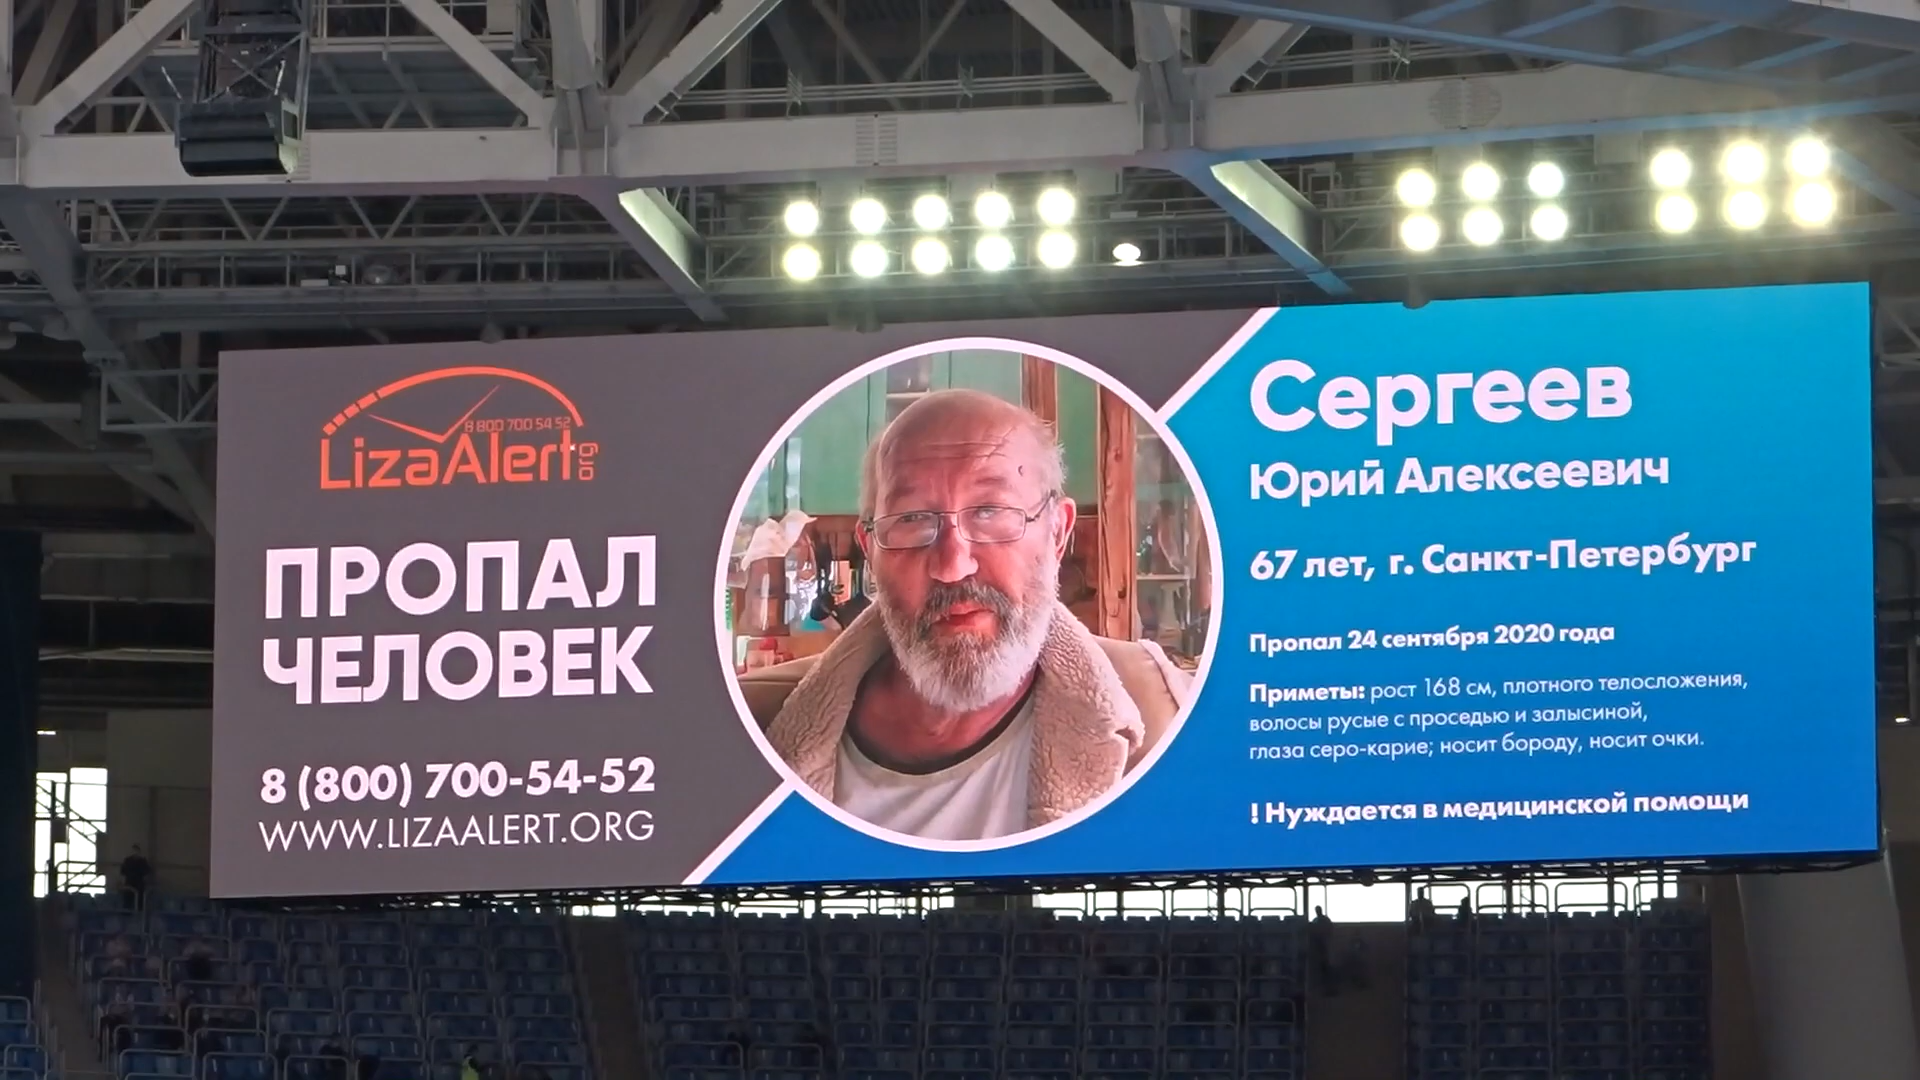 8 800 700 54 52
LizaAlert
org
ПРОПАЛ
ЧЕЛОВЕК
8 (800) 700-54-52
WWW.LIZAALERT.ORG
Сергеев
Юрий Алексеевич
67 лет, г. Санкт-Петербург
Пропал 24 сентября 2020 года
Приметы: рост 168 см, плотного телосложения,
волосы русые с проседью и залысиной,
глаза серо-карие; носит бороду, носит очки.
! Нуждается в медицинской помощи